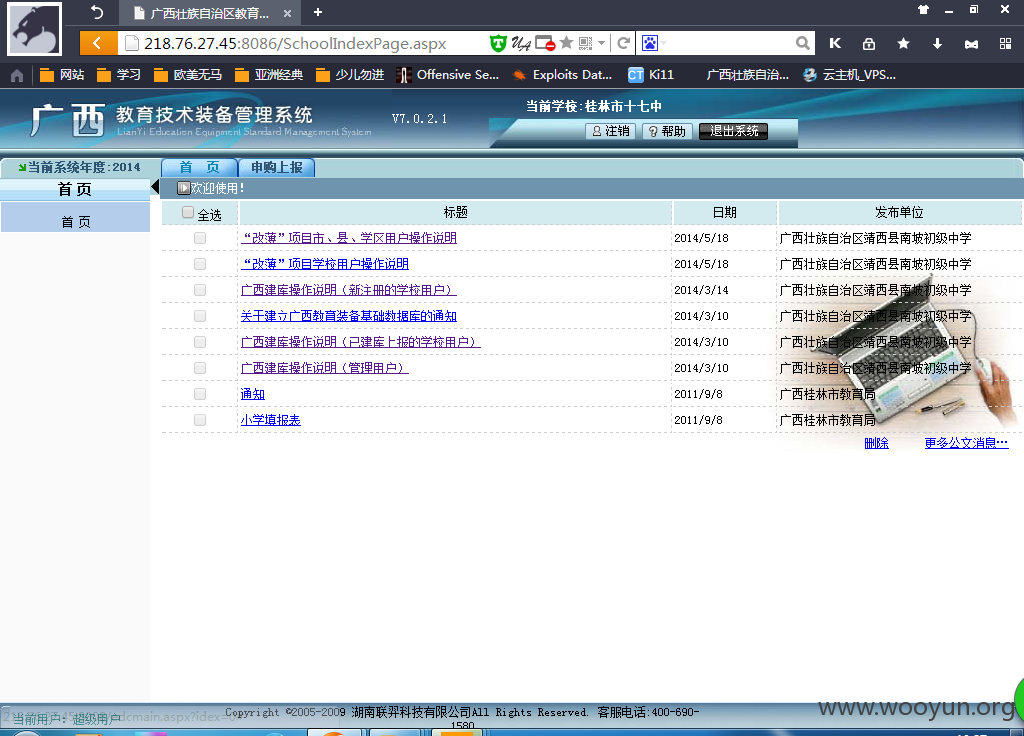 广西壮族自治区教育...
218.76.27.45:8086/SchoolIndexPage.aspx
网站 学习 欧美无马 亚洲经典 少儿勿进 Offensive Se... Exploits Dat... CT Ki11 广西壮族自治... 云主机_VPS...
广西 教育技术装备管理系统 V7.0.2.1
LianYi Education Equipment Standard Management System
当前学校:桂林市十七中
注销 帮助 退出系统
当前系统年度:2014 首 页 申购上报
首 页 欢迎使用!
首 页
全选 标题 日期 发布单位
“改薄”项目市、县、学区用户操作说明 2014/5/18 广西壮族自治区靖西县南坡初级中学
“改薄”项目学校用户操作说明 2014/5/18 广西壮族自治区靖西县南坡初级中学
广西建库操作说明（新注册的学校用户） 2014/3/14 广西壮族自治区靖西县南坡初级中学
关于建立广西教育装备基础数据库的通知 2014/3/10 广西壮族自治区靖西县南坡初级中学
广西建库操作说明（已建库上报的学校用户） 2014/3/10 广西壮族自治区靖西县南坡初级中学
广西建库操作说明（管理用户） 2014/3/10 广西壮族自治区靖西县南坡初级中学
通知 2011/9/8 广西桂林市教育局
小学填报表 2011/9/8 广西桂林市教育局
删除 更多公文消息…
当前用户: 超级用户
Copyright ©2005-2009 湖南联羿科技有限公司All Rights Reserved. 客服电话:400-690-
1580
www.wooyun.org